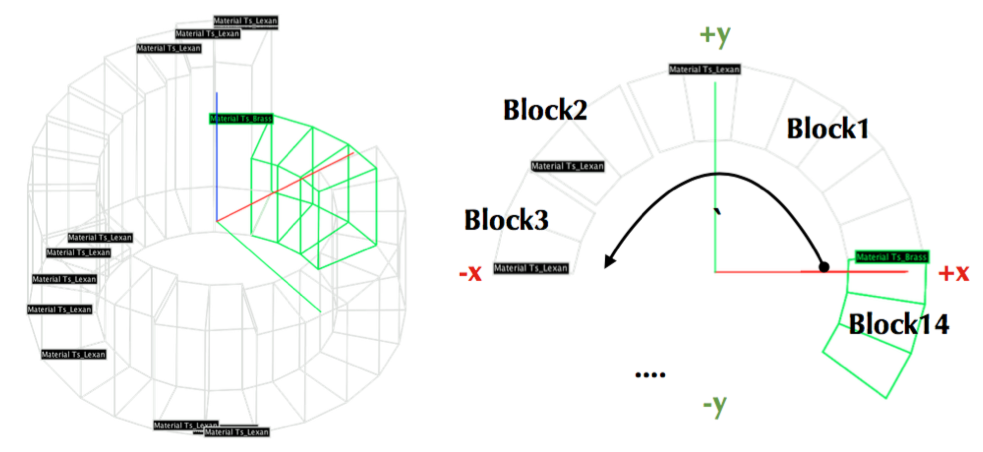 Material Ts_Lexan
Material Ts_Lexan
Material Ts_Lexan
Material Ts_Brass
Material Ts_Lexan
Material Ts_Lexan
Material Ts_Lexan
Material Ts_Lexan
Material Ts_Lexan
Material Ts_Lexan
Material Ts_Lexan
+y
Material Ts_Lexan
Block2
Block1
Material Ts_Lexan
Block3
Material Ts_Brass
-x
Material Ts_Lexan
+x
Block14
....
-y